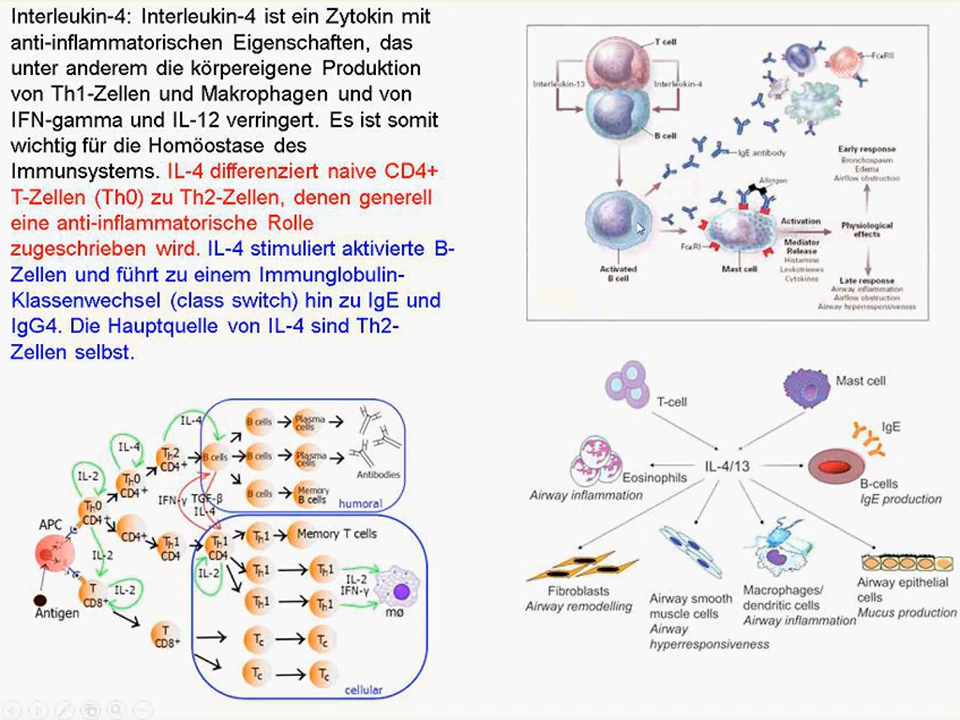 Interleukin-4: Interleukin-4 ist ein Zytokin mit
anti-inflammatorischen Eigenschaften, das
unter anderem die körpereigene Produktion
von Th1-Zellen und Makrophagen und von
IFN-gamma und IL-12 verringert. Es ist somit
wichtig für die Homöostase des
Immunsystems. IL-4 differenziert naive CD4+
T-Zellen (Th0) zu Th2-Zellen, denen generell
eine anti-inflammatorische Rolle
zugeschrieben wird. IL-4 stimuliert aktivierte B-
Zellen und führt zu einem Immunglobulin-
Klassenwechsel (class switch) hin zu IgE und
IgG4. Die Hauptquelle von IL-4 sind Th2-
Zellen selbst.
T cell
Interleukin-13
Interleukin-4
B cell
FcεRII
IgE antibody
Allergen
Activated
B cell
FcεRI
Mast cell
Activation
Mediator
Release
Histamine
Leukotrienes
Cytokines
Early response
Bronchospasm
Edema
Airflow obstruction
Physiological
effects
Late response
Airway inflammation
Airflow obstruction
Airway hyperresponsiveness
APC
Antigen
Th0
CD4+
IL-2
IL-4
Th0
CD4+
IL-4
Th2
CD4+
B cells
B cells
Plasma
cells
B cells
Plasma
cells
B cells
Memory
B cells
Antibodies
humoral
IFN-γ
TGF-β
IL-4
CD4+
Th1
CD4
Th1
CD4
IL-2
Th1
Memory T cells
Th1
Th1
Th1
Th1
IL-2
IFN-γ
mø
IL-2
T
CD8+
IL-2
T
CD8+
Tc
Tc
Tc
Tc
cellular
T-cell
Mast cell
IL-4/13
Eosinophils
Airway inflammation
IgE
B-cells
IgE production
Fibroblasts
Airway remodelling
Airway smooth
muscle cells
Airway
hyperresponsiveness
Macrophages/
dendritic cells
Airway inflammation
Airway epithelial
cells
Mucus production